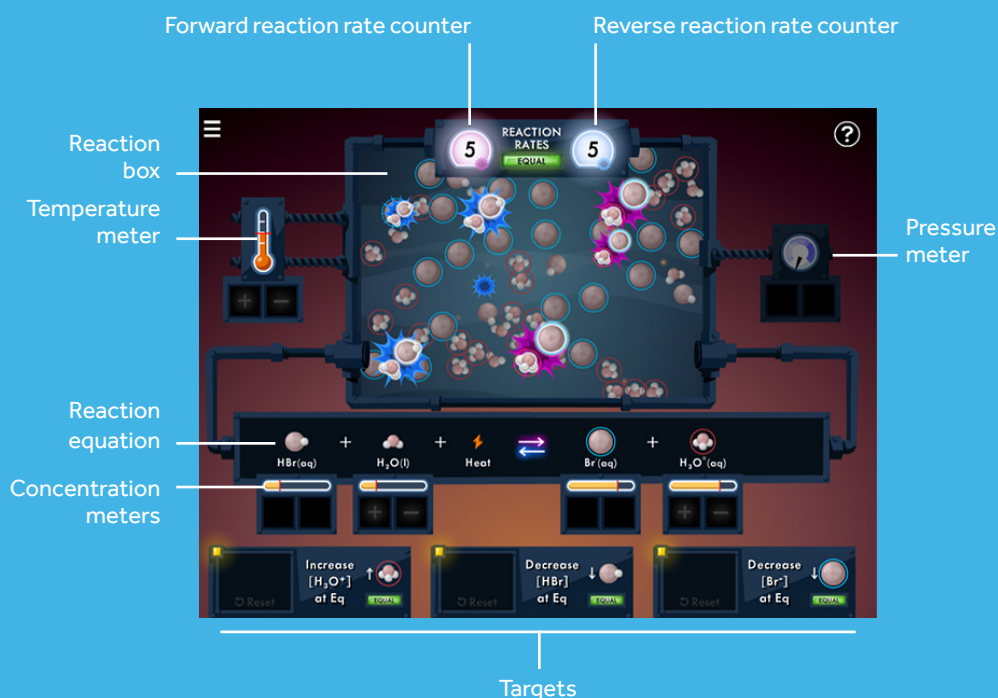 Forward reaction rate counter
Reverse reaction rate counter
Reaction
box
Temperature
meter
Pressure
meter
Reaction
equation
Concentration
meters
5
REACTION
RATES
EQUAL
5
?
+
−
HBr(aq) + H₂O(l) + Heat ⇄ Br⁻(aq) + H₃O⁺(aq)
+ −
+ −
Reset
Increase
[H₃O⁺]
at Eq
↑
EQUAL
Reset
Decrease
[HBr]
at Eq
↓
EQUAL
Reset
Decrease
[Br⁻]
at Eq
↓
EQUAL
Targets